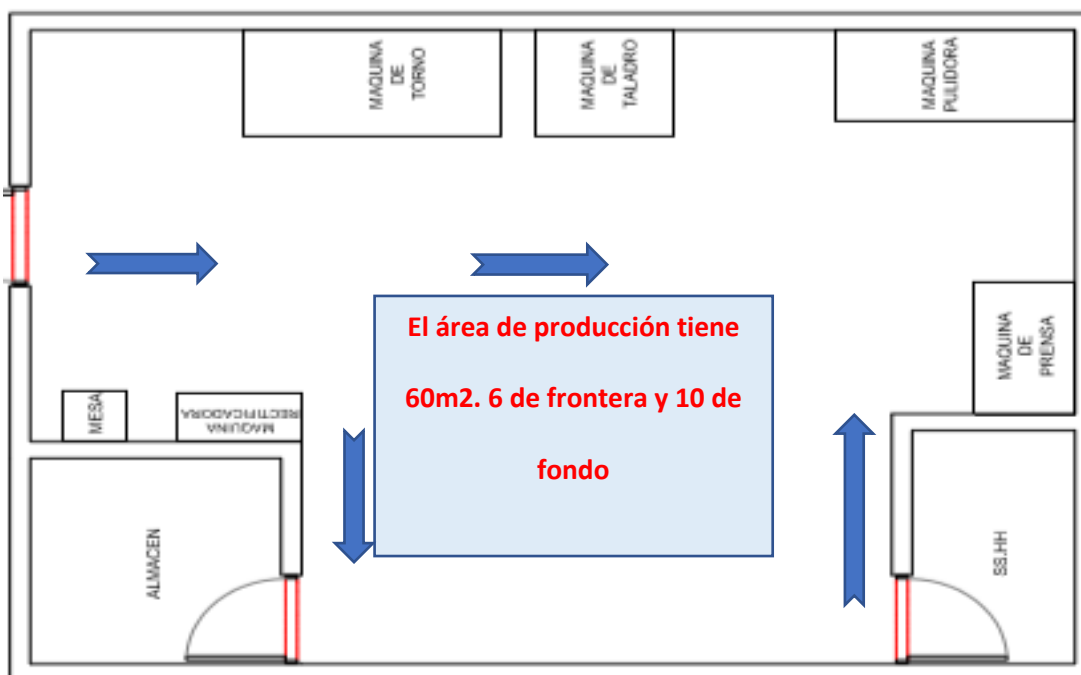 MAQUINA
DE
TORNO
MAQUINA
DE
TALADRO
MAQUINA
PULIDORA
El área de producción tiene
60m2. 6 de frontera y 10 de
fondo
MAQUINA
DE
PRENSA
MESA
MAQUINA
RECTIFICADORA
ALMACEN
SS.HH